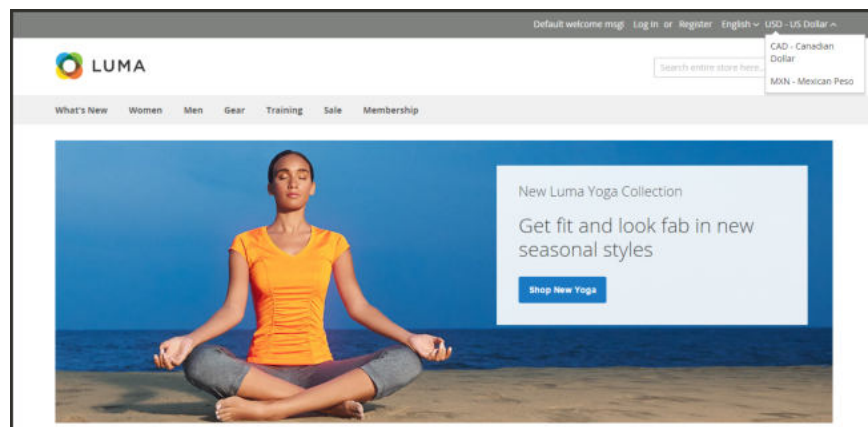 Default welcome msg! Log in or Register English USD - US Dollar
CAD - Canadian
Dollar
MXN - Mexican Peso
LUMA
Search entire store here...
What's New Women Men Gear Training Sale Membership
New Luma Yoga Collection
Get fit and look fab in new
seasonal styles
Shop New Yoga